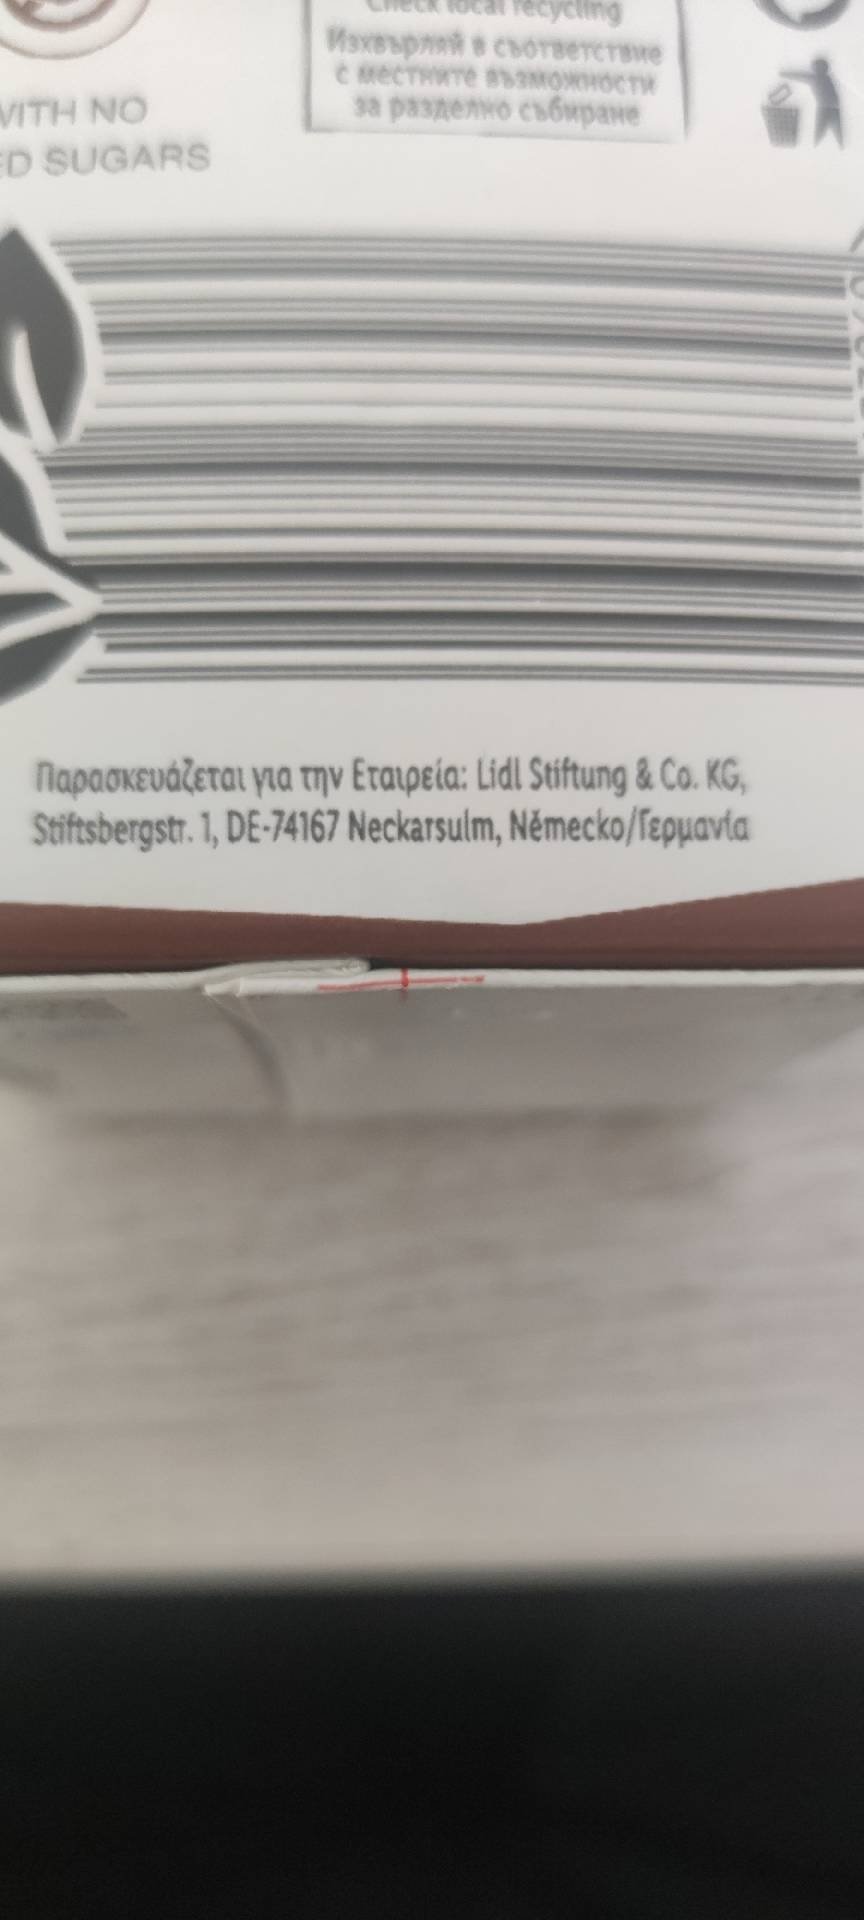 Check local recycling
Изхвърляй в съответствие
с местните възможности
за разделно събиране
WITH NO
SUGARS
Παρασκευάζεται για την Εταιρεία: Lidl Stiftung & Co. KG,
Stiftsbergstr. 1, DE-74167 Neckarsulm, Německo/Γερμανία